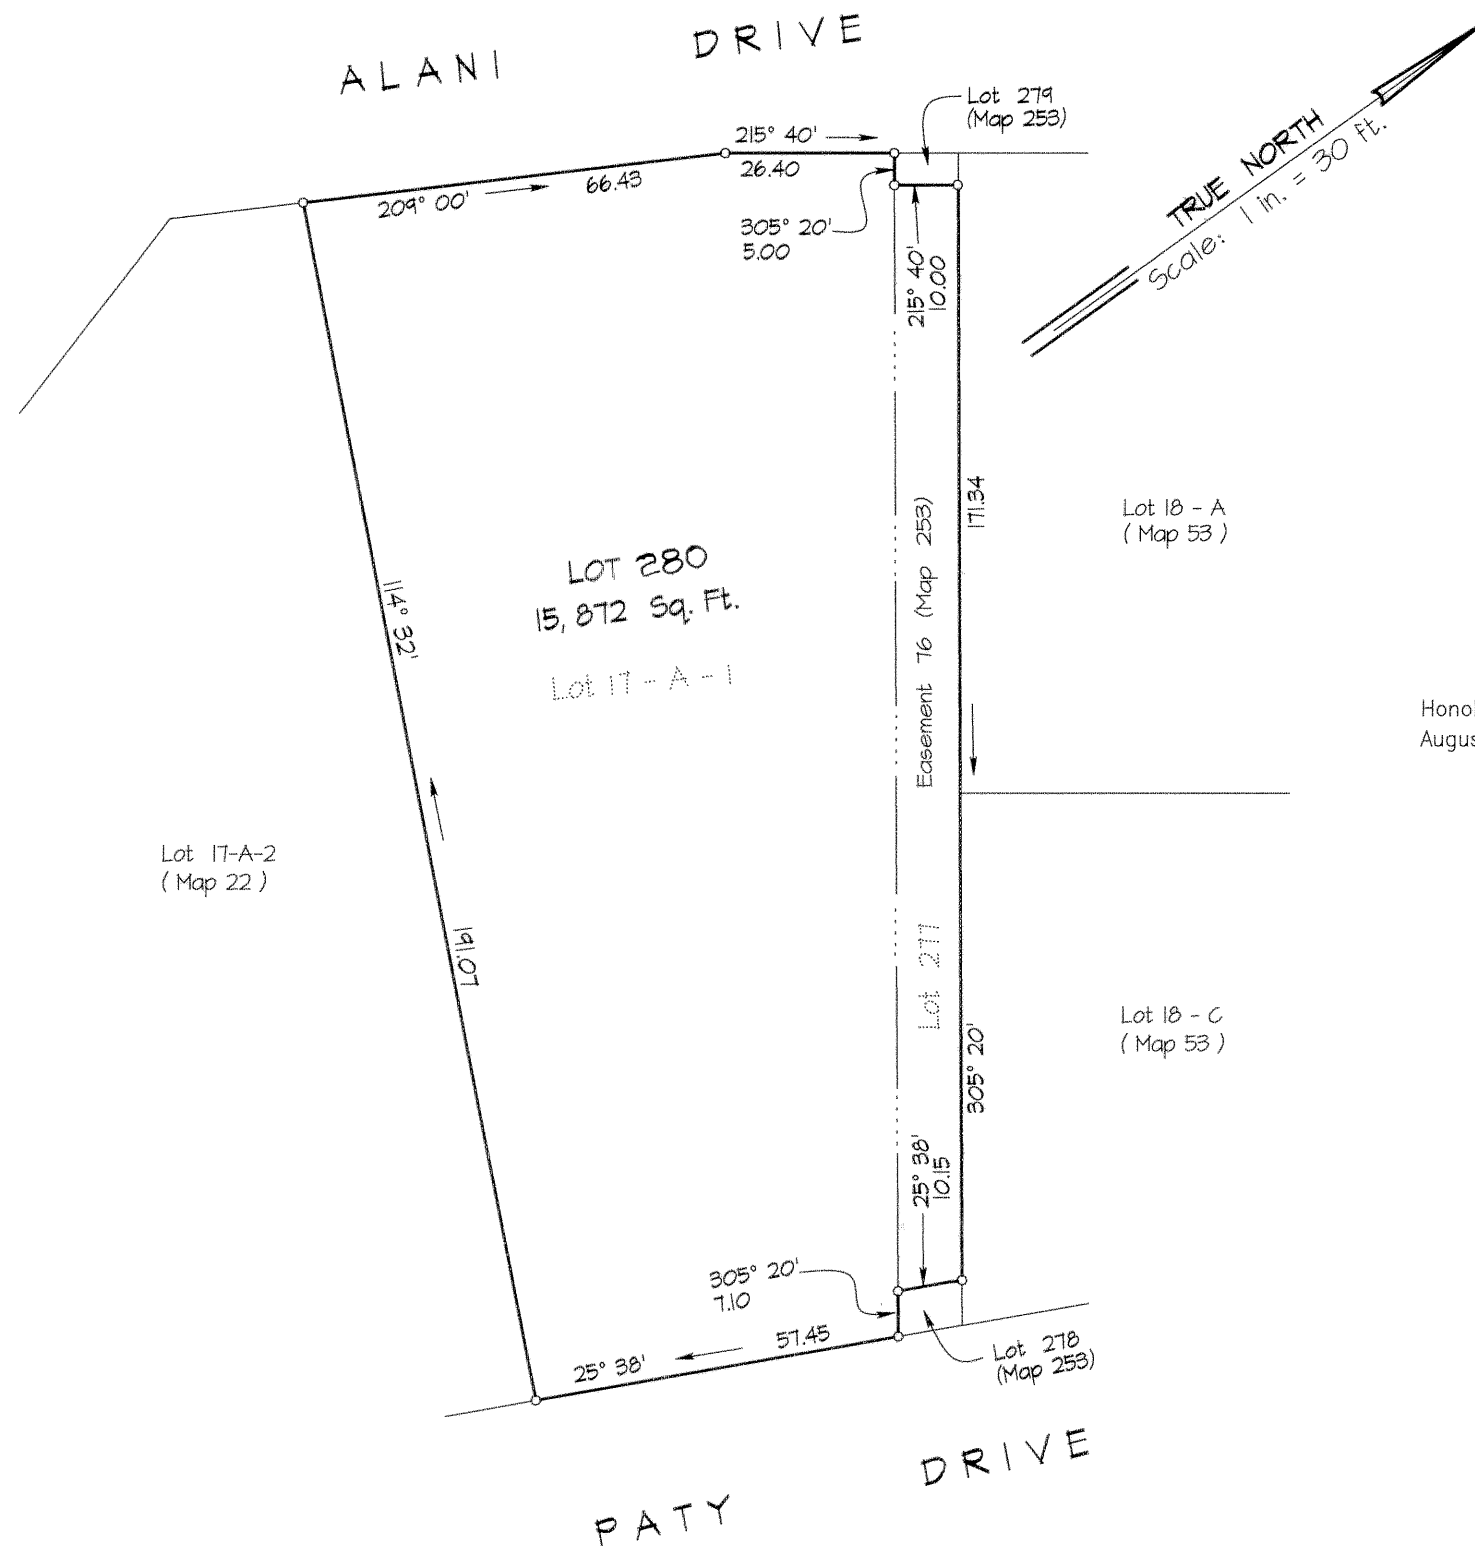 ALANI DRIVE
Lot 279
(Map 253)
215° 40'
26.40
209° 00'
66.43
305° 20'
5.00
215° 40'
10.00
TRUE NORTH
Scale: 1 in. = 30 ft.
171.34
Lot 18 - A
( Map 53 )
LOT 280
15,872 Sq. Ft.
Lot 17 - A - 1
114° 32'
Easement 76 (Map 253)
Hono
Augus
Lot 17-A-2
( Map 22 )
191.07
Lot 277
Lot 18 - C
( Map 53 )
305° 20'
25° 38'
10.15
305° 20'
7.10
57.45
25° 38'
Lot 278
(Map 253)
PATY DRIVE